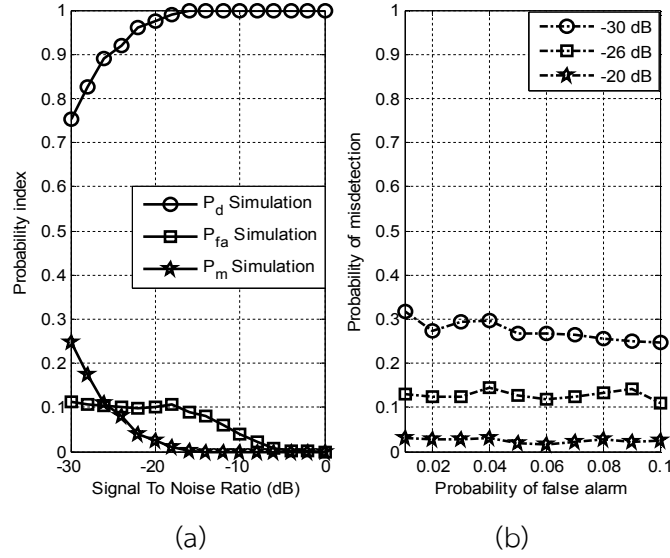 1
0.9
0.8
0.7
0.6
0.5
0.4
0.3
0.2
0.1
0
Probability index
P_d Simulation
P_fa Simulation
P_m Simulation
-30 -20 -10 0
Signal To Noise Ratio (dB)
(a)
1
0.9
0.8
0.7
0.6
0.5
0.4
0.3
0.2
0.1
0
Probability of misdetection
-30 dB
-26 dB
-20 dB
0.02 0.04 0.06 0.08 0.1
Probability of false alarm
(b)